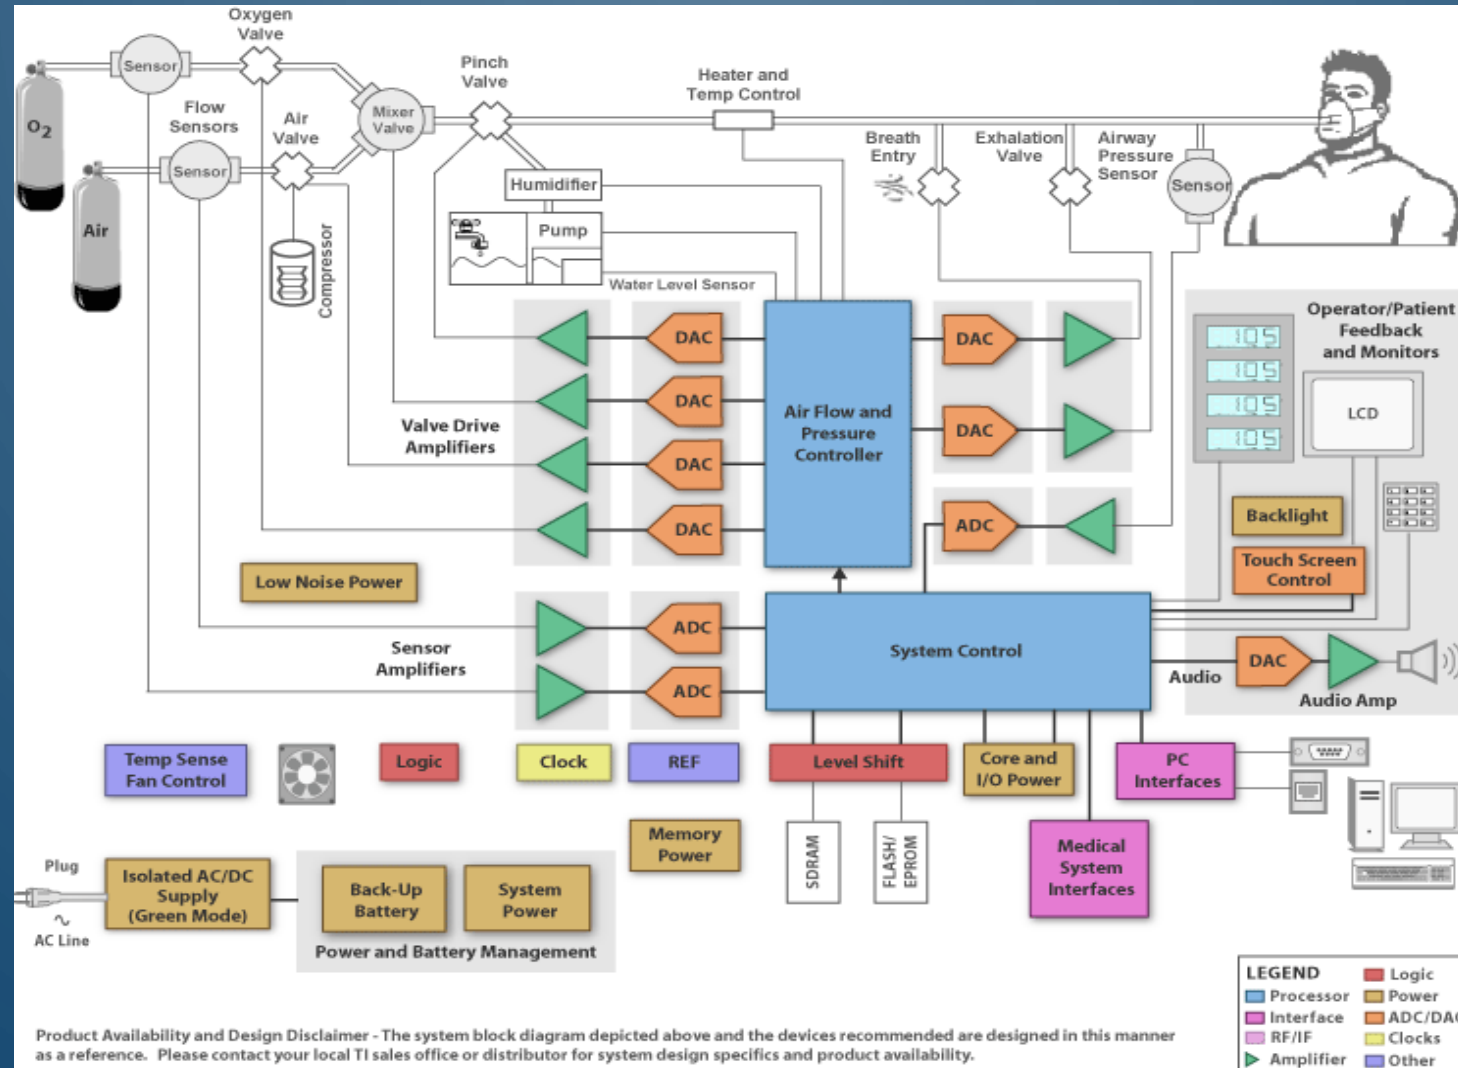 Oxygen
Valve
Sensor
O2
Flow
Sensors
Air
Valve
Sensor
Air
Compressor
Mixer
Valve
Pinch
Valve
Humidifier
Pump
Water Level Sensor
Heater and
Temp Control
Breath
Entry
Exhalation
Valve
Airway
Pressure
Sensor
Sensor
DAC
DAC
DAC
DAC
Valve Drive
Amplifiers
Air Flow and
Pressure
Controller
DAC
DAC
ADC
Operator/Patient
Feedback
and Monitors
105
105
105
105
LCD
Backlight
Touch Screen
Control
Low Noise Power
Sensor
Amplifiers
ADC
ADC
System Control
Audio
DAC
Audio Amp
Temp Sense
Fan Control
Logic
Clock
REF
Level Shift
Core and
I/O Power
PC
Interfaces
Memory
Power
SDRAM
FLASH/
EPROM
Medical
System
Interfaces
Plug
AC Line
Isolated AC/DC
Supply
(Green Mode)
Back-Up
Battery
System
Power
Power and Battery Management
LEGEND
Logic
Processor
Power
Interface
ADC/DAC
RF/IF
Clocks
Amplifier
Other
Product Availability and Design Disclaimer - The system block diagram depicted above and the devices recommended are designed in this manner
as a reference. Please contact your local TI sales office or distributor for system design specifics and product availability.